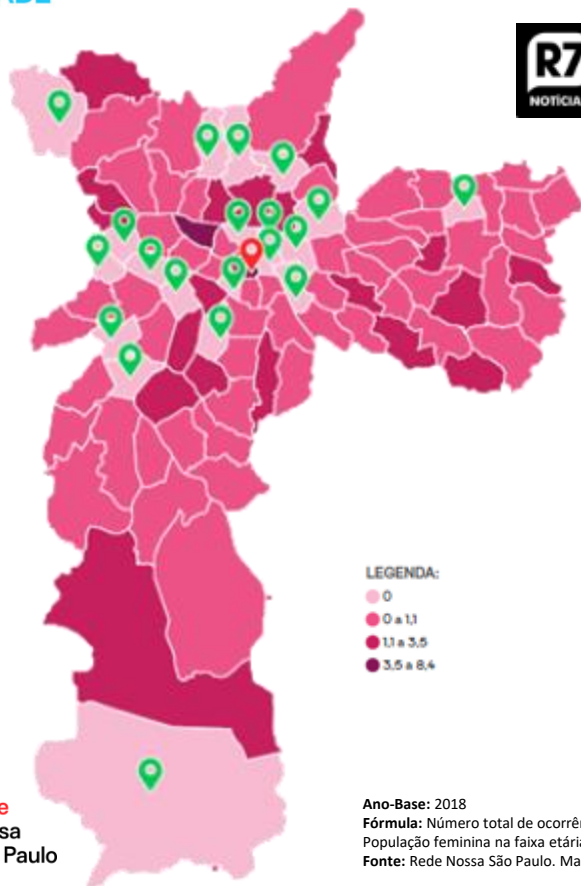 R7
NOTÍCIA
LEGENDA:
0
0 a 1,1
1,1 a 3,5
3,5 a 8,4
e
sa
Paulo
Ano-Base: 2018
Fórmula: Número total de ocorrên
População feminina na faixa etária
Fonte: Rede Nossa São Paulo. Ma